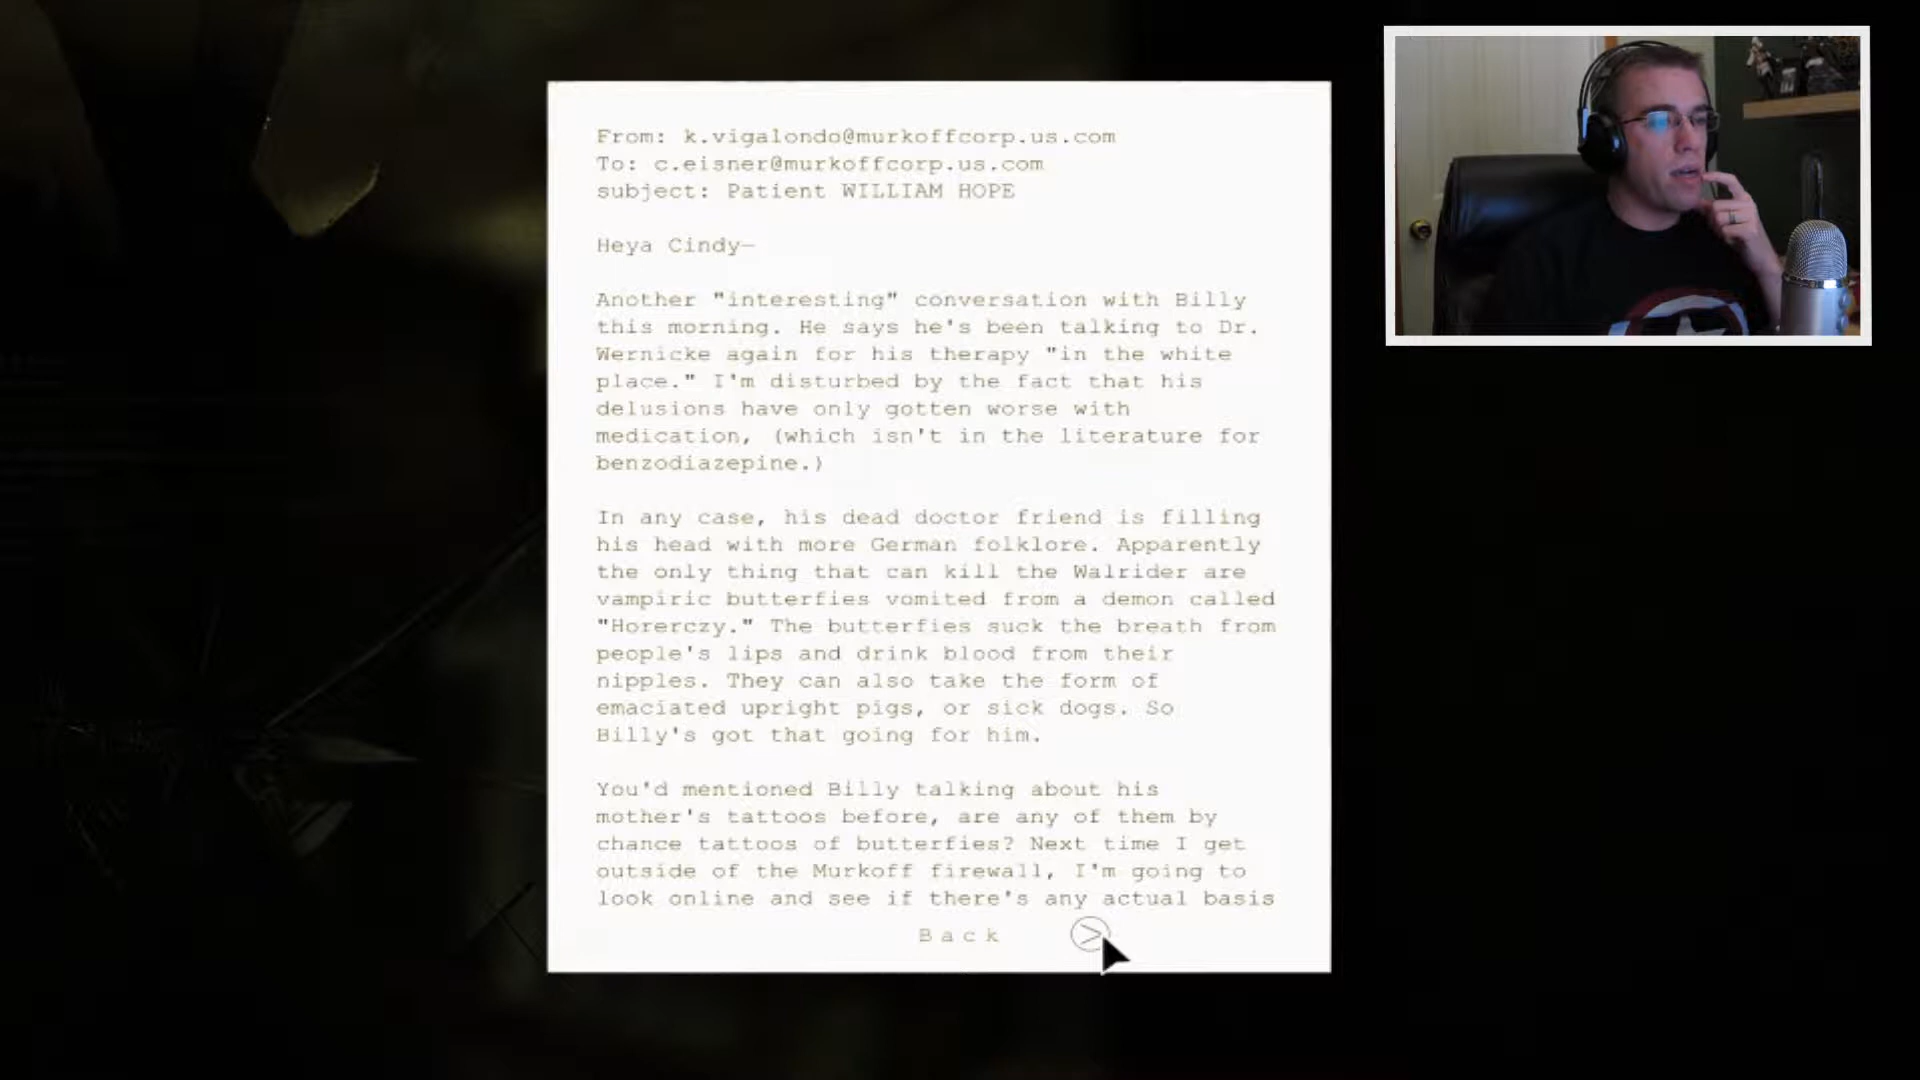 From: k.vigalondo@murkoffcorp.us.com
To: c.eisner@murkoffcorp.us.com
subject: Patient WILLIAM HOPE
Heya Cindy—
Another "interesting" conversation with Billy
this morning. He says he's been talking to Dr.
Wernicke again for his therapy "in the white
place." I'm disturbed by the fact that his
delusions have only gotten worse with
medication, (which isn't in the literature for
benzodiazepine.)
In any case, his dead doctor friend is filling
his head with more German folklore. Apparently
the only thing that can kill the Walrider are
vampiric butterfies vomited from a demon called
"Horerczy." The butterfies suck the breath from
people's lips and drink blood from their
nipples. They can also take the form of
emaciated upright pigs, or sick dogs. So
Billy's got that going for him.
You'd mentioned Billy talking about his
mother's tattoos before, are any of them by
chance tattoos of butterfies? Next time I get
outside of the Murkoff firewall, I'm going to
look online and see if there's any actual basis
Back >